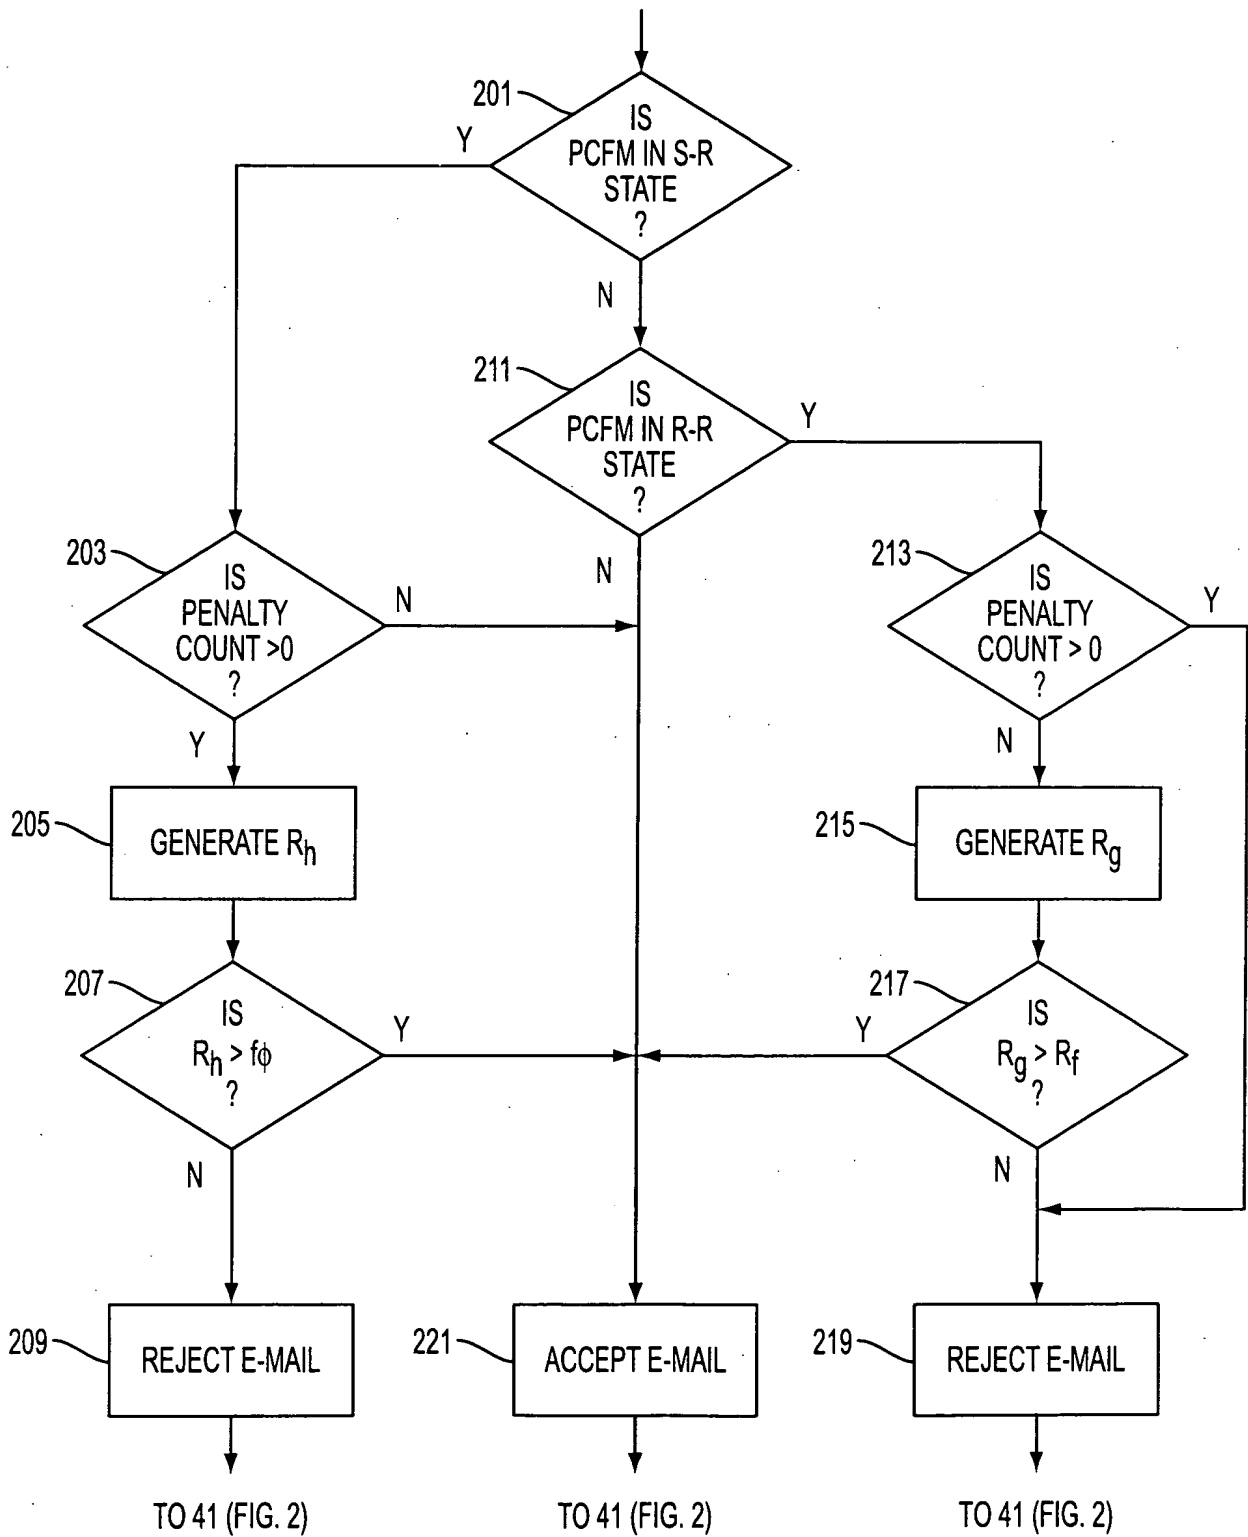 201
IS
PCFM IN S-R
STATE
?
Y
N
211
IS
PCFM IN R-R
STATE
?
Y
N
203
IS
PENALTY
COUNT >0
?
N
Y
213
IS
PENALTY
COUNT > 0
?
Y
N
205
GENERATE Rh
215
GENERATE Rg
207
IS
Rh > fϕ
?
Y
N
217
IS
Rg > Rf
?
Y
N
209
REJECT E-MAIL
221
ACCEPT E-MAIL
219
REJECT E-MAIL
TO 41 (FIG. 2)
TO 41 (FIG. 2)
TO 41 (FIG. 2)